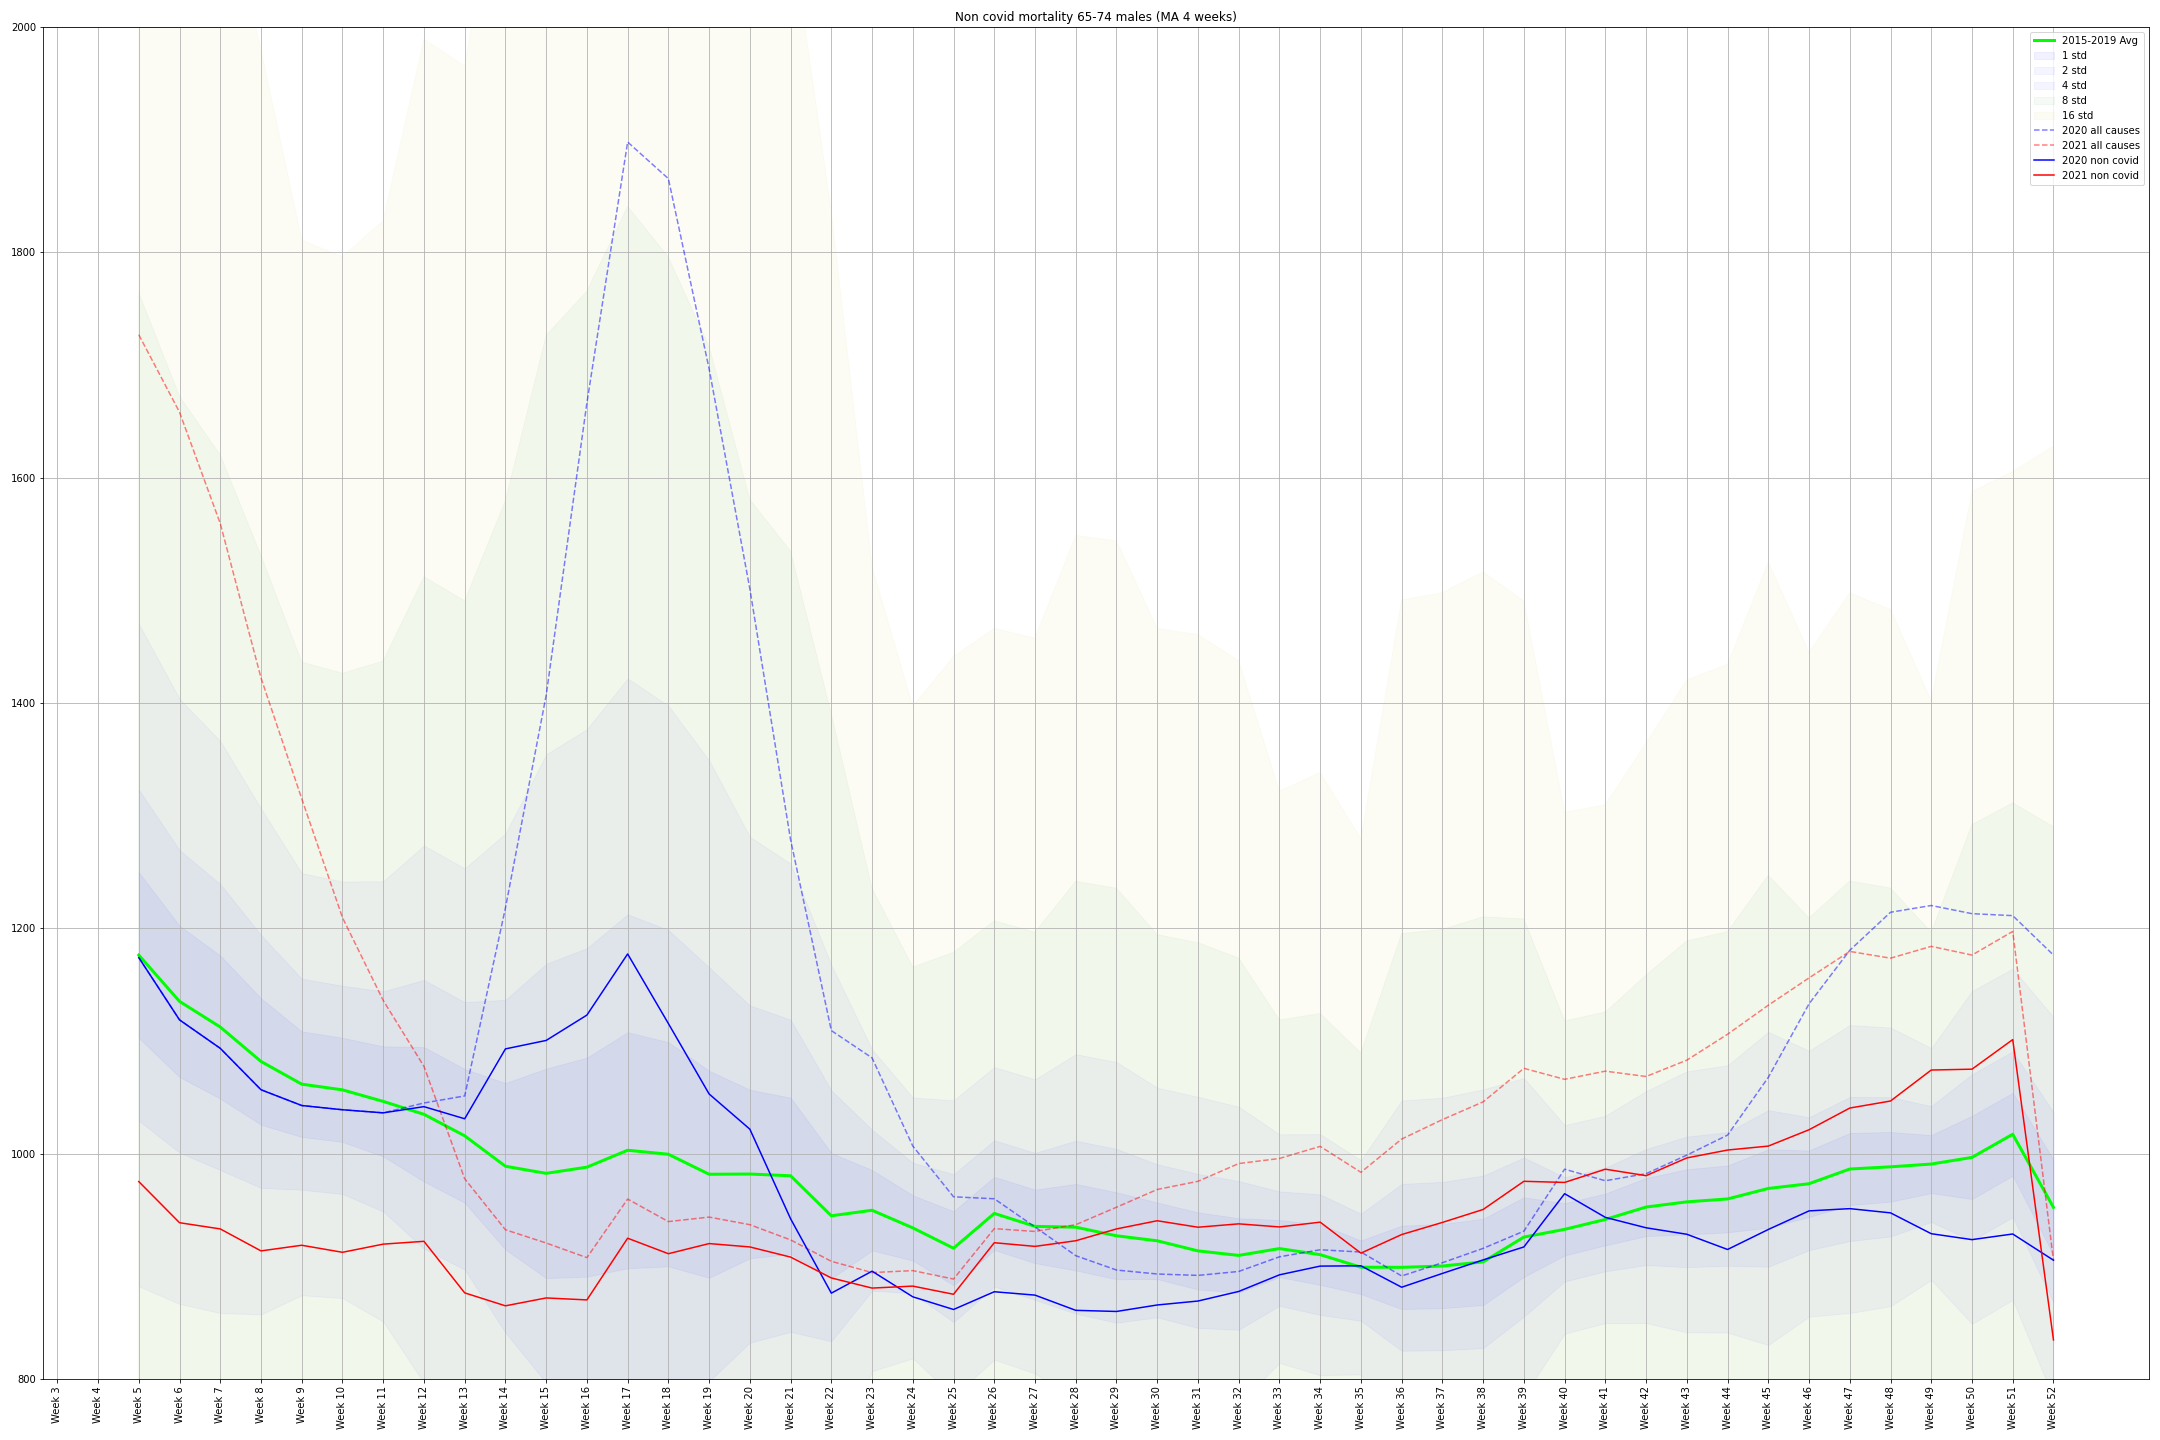 Non covid mortality 65-74 males (MA 4 weeks)
2000
1800
1600
1400
1200
1000
800
2015-2019 Avg
1 std
2 std
4 std
8 std
16 std
2020 all causes
2021 all causes
2020 non covid
2021 non covid
Week 3
Week 4
Week 5
Week 6
Week 7
Week 8
Week 9
Week 10
Week 11
Week 12
Week 13
Week 14
Week 15
Week 16
Week 17
Week 18
Week 19
Week 20
Week 21
Week 22
Week 23
Week 24
Week 25
Week 26
Week 27
Week 28
Week 29
Week 30
Week 31
Week 32
Week 33
Week 34
Week 35
Week 36
Week 37
Week 38
Week 39
Week 40
Week 41
Week 42
Week 43
Week 44
Week 45
Week 46
Week 47
Week 48
Week 49
Week 50
Week 51
Week 52